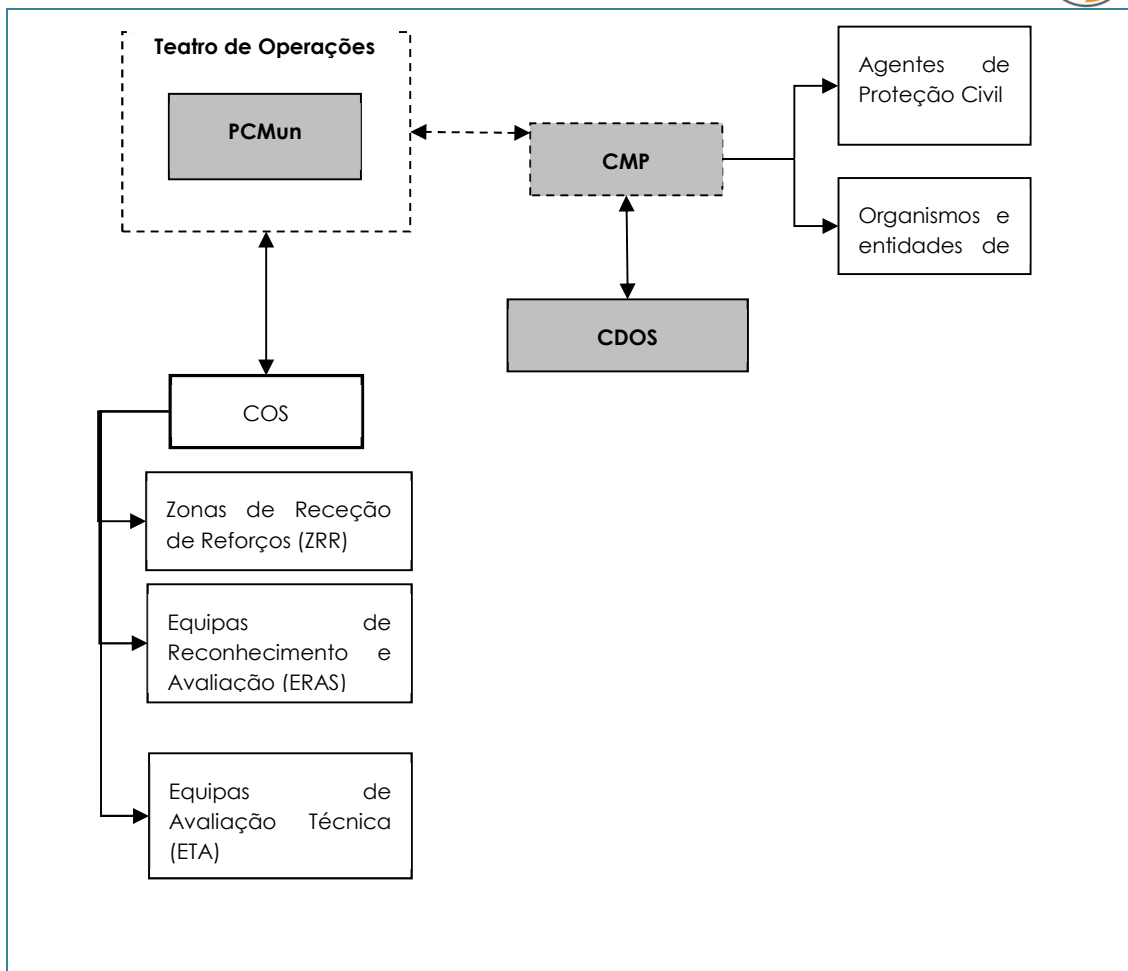 Teatro de Operações
PCMun
CMP
Agentes de
Proteção Civil
Organismos e
entidades de
CDOS
COS
Zonas de Receção
de Reforços (ZRR)
Equipas de
Reconhecimento e
Avaliação (ERAS)
Equipas de
Avaliação Técnica
(ETA)